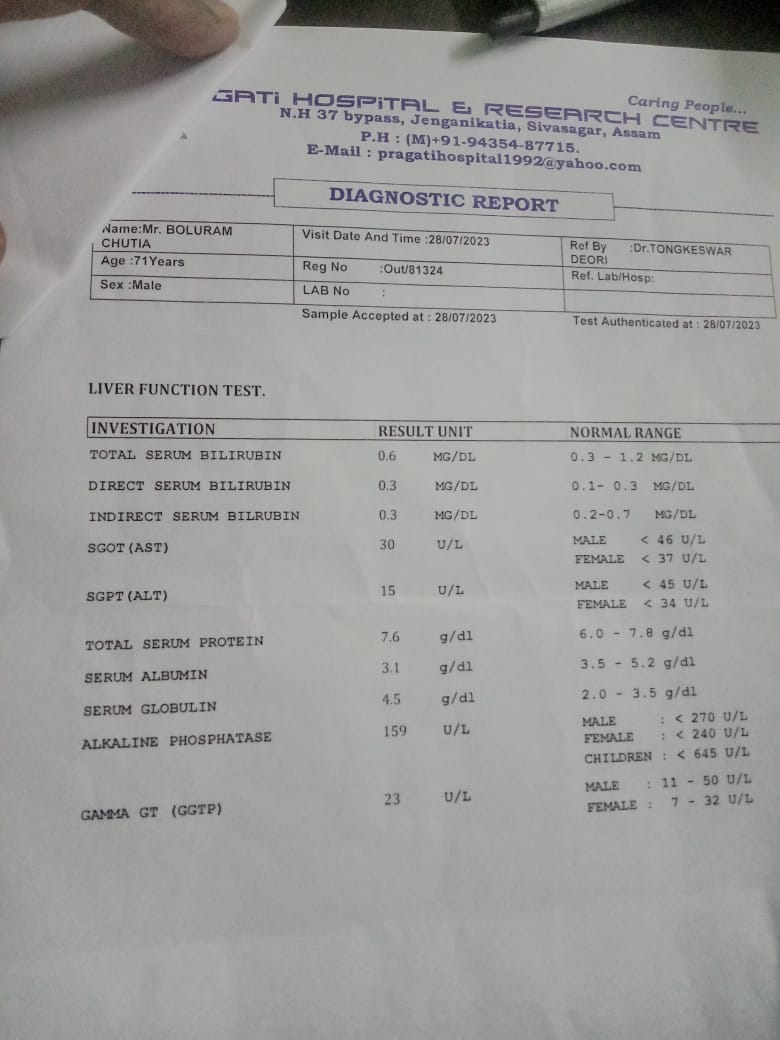 GATi HOSPiTAL & RESEARCH CENTRE
Caring People...
N.H 37 bypass, Jenganikatia, Sivasagar, Assam
P.H : (M)+91-94354-87715.
E-Mail : pragatihospital1992@yahoo.com
DIAGNOSTIC REPORT
Name:Mr. BOLURAM CHUTIA Visit Date And Time :28/07/2023 Ref By :Dr.TONGKESWAR DEORI
Age :71Years Reg No :Out/81324 Ref. Lab/Hosp:
Sex :Male LAB No :
Sample Accepted at : 28/07/2023 Test Authenticated at : 28/07/2023
LIVER FUNCTION TEST.
INVESTIGATION RESULT UNIT NORMAL RANGE
TOTAL SERUM BILIRUBIN 0.6 MG/DL 0.3 - 1.2 MG/DL
DIRECT SERUM BILIRUBIN 0.3 MG/DL 0.1- 0.3 MG/DL
INDIRECT SERUM BILRUBIN 0.3 MG/DL 0.2-0.7 MG/DL
SGOT(AST) 30 U/L MALE < 46 U/L
FEMALE < 37 U/L
SGPT(ALT) 15 U/L MALE < 45 U/L
FEMALE < 34 U/L
TOTAL SERUM PROTEIN 7.6 g/dl 6.0 - 7.8 g/dl
SERUM ALBUMIN 3.1 g/dl 3.5 - 5.2 g/dl
SERUM GLOBULIN 4.5 g/dl 2.0 - 3.5 g/dl
ALKALINE PHOSPHATASE 159 U/L MALE : < 270 U/L
FEMALE : < 240 U/L
CHILDREN : < 645 U/L
GAMMA GT (GGTP) 23 U/L MALE : 11 - 50 U/L
FEMALE : 7 - 32 U/L